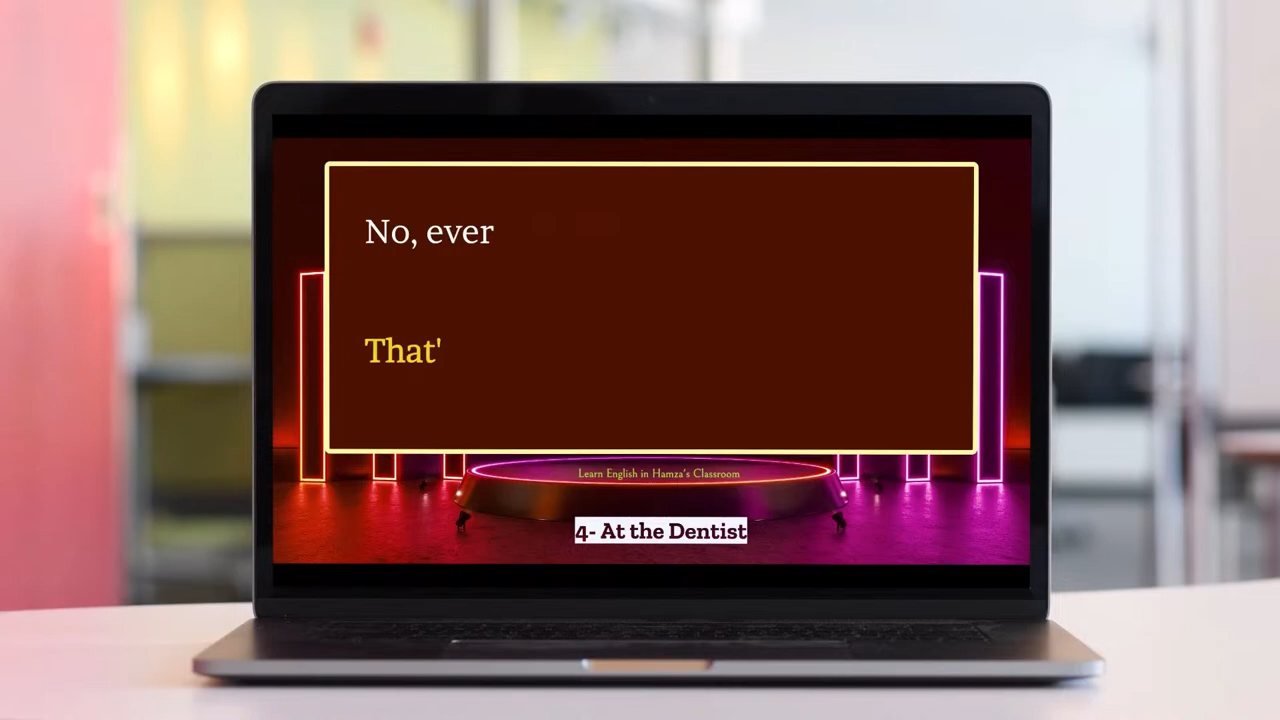 No, ever
That'
Learn English in Hamza's Classroom
4- At the Dentist